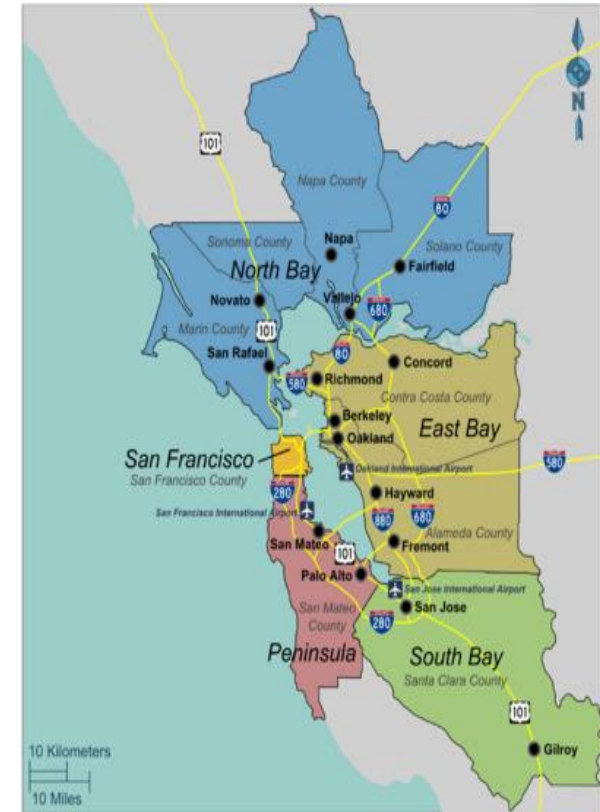 N
101
Napa County
80
Sonoma County
Napa
Solano County
North Bay
Fairfield
Novato
Vallejo
680
Marin County
101
San Rafael
80
Concord
580
Richmond
Contra Costa County
Berkeley
East Bay
Oakland
San Francisco
Oakland International Airport
580
San Francisco County
280
Hayward
San Francisco International Airport
880
680
Alameda County
San Mateo
101
Fremont
Palo Alto
San Jose International Airport
San Mateo
County
280
San Jose
Peninsula
South Bay
Santa Clara County
101
Gilroy
10 Kilometers
10 Miles